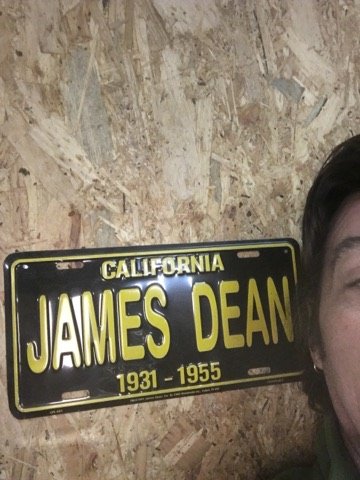 CALIFORNIA
JAMES DEAN
1931 - 1955